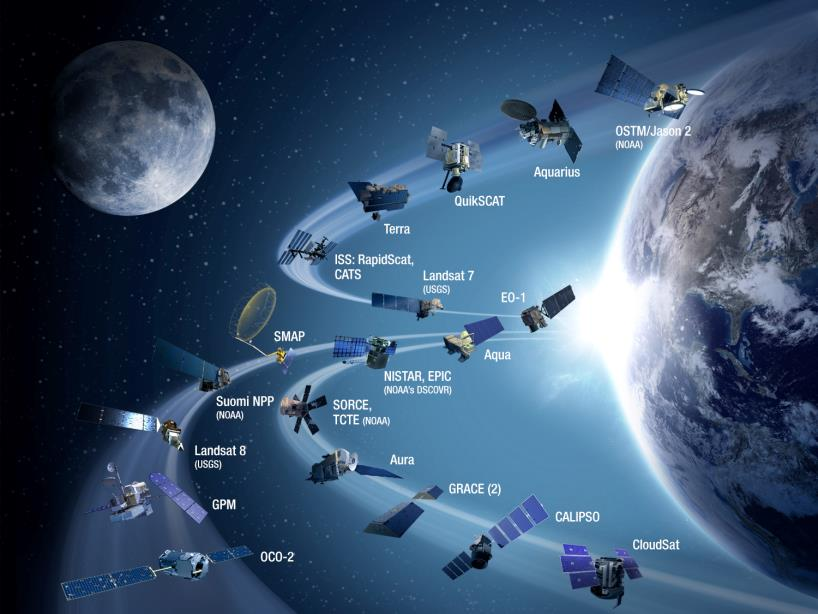 OSTM/Jason 2
(NOAA)
Aquarius
QuikSCAT
Terra
ISS: RapidScat,
CATS
Landsat 7
(USGS)
EO-1
SMAP
Aqua
NISTAR, EPIC
(NOAA's DSCOVR)
Suomi NPP
(NOAA)
SORCE,
TCTE (NOAA)
Landsat 8
(USGS)
Aura
GRACE (2)
GPM
CALIPSO
CloudSat
OCO-2